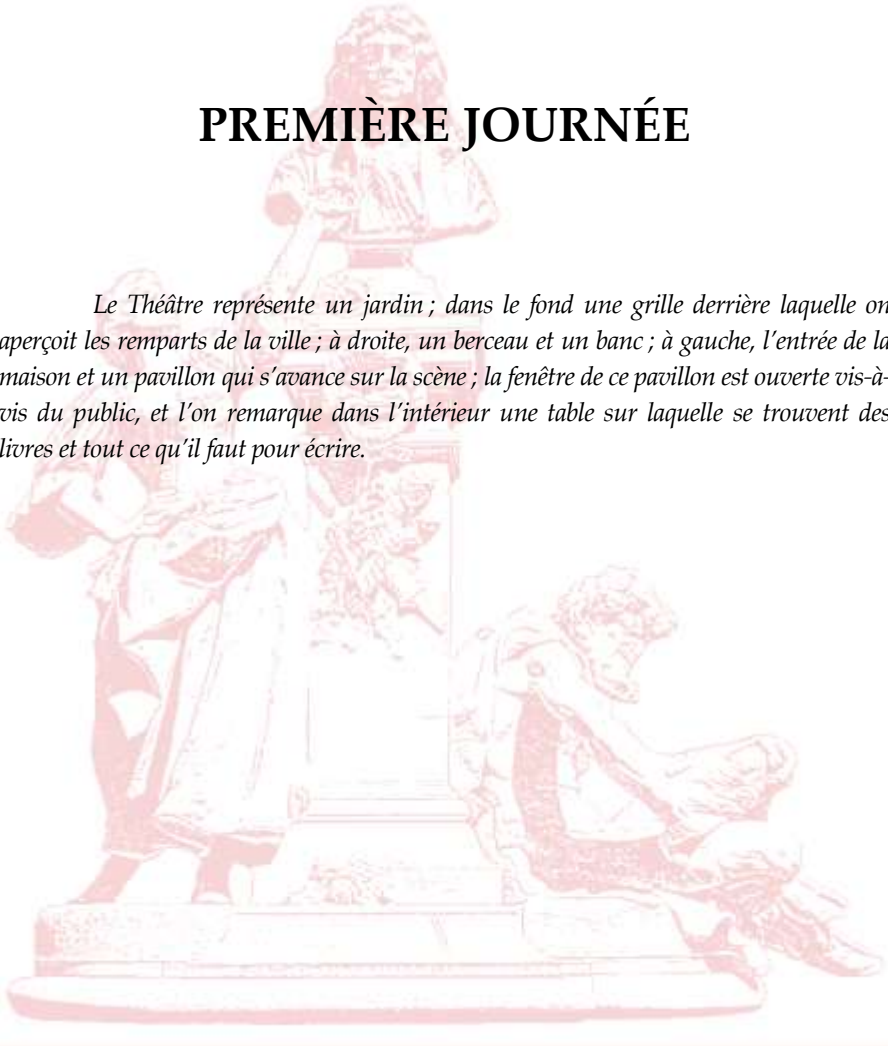 PREMIÈRE JOURNÉE
Le Théâtre représente un jardin ; dans le fond une grille derrière laquelle on
aperçoit les remparts de la ville ; à droite, un berceau et un banc ; à gauche, l’entrée de la
maison et un pavillon qui s’avance sur la scène ; la fenêtre de ce pavillon est ouverte vis-à-
vis du public, et l’on remarque dans l’intérieur une table sur laquelle se trouvent des
livres et tout ce qu’il faut pour écrire.